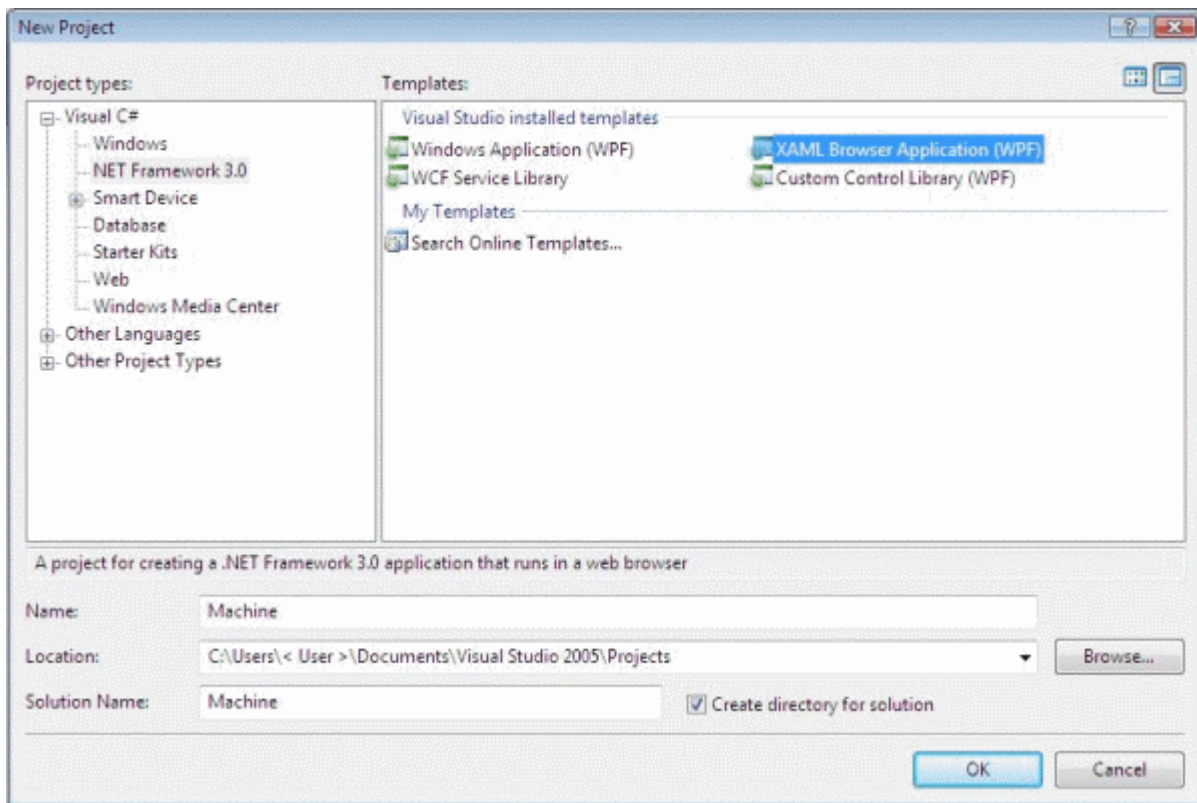 New Project
Project types:
Templates:
Visual C#
Windows
NET Framework 3.0
Smart Device
Database
Starter Kits
Web
Windows Media Center
Other Languages
Other Project Types
Visual Studio installed templates
Windows Application (WPF)
XAML Browser Application (WPF)
WCF Service Library
Custom Control Library (WPF)
My Templates
Search Online Templates...
A project for creating a .NET Framework 3.0 application that runs in a web browser
Name:
Machine
Location:
C:\Users\< User >\Documents\Visual Studio 2005\Projects
Browse...
Solution Name:
Machine
Create directory for solution
OK
Cancel